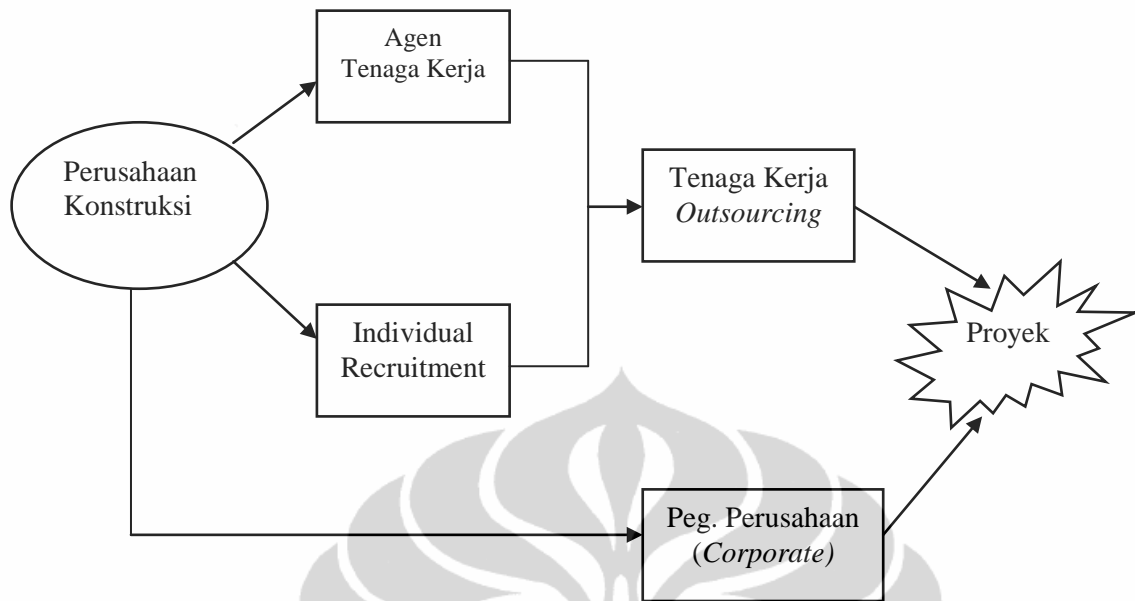 Agen
Tenaga Kerja
Perusahaan
Konstruksi
Tenaga Kerja
Outsourcing
Individual
Recruitment
Proyek
Peg. Perusahaan
(Corporate)